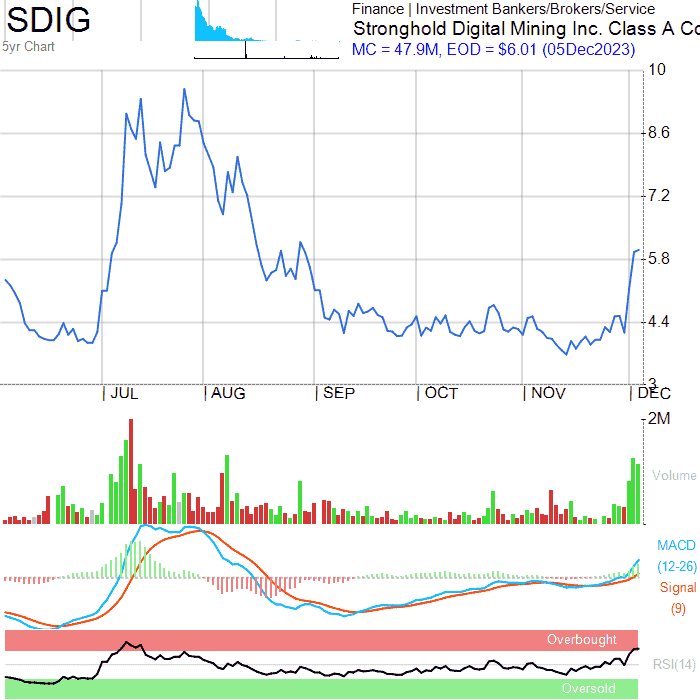 SDIG
5yr Chart
Finance | Investment Bankers/Brokers/Service
Stronghold Digital Mining Inc. Class A Co
MC = 47.9M, EOD = $6.01 (05Dec2023)
10
8.6
7.2
5.8
4.4
3
JUL AUG SEP OCT NOV DEC
2M
Volume
MACD
(12-26)
Signal
(9)
Overbought
RSI(14)
Oversold